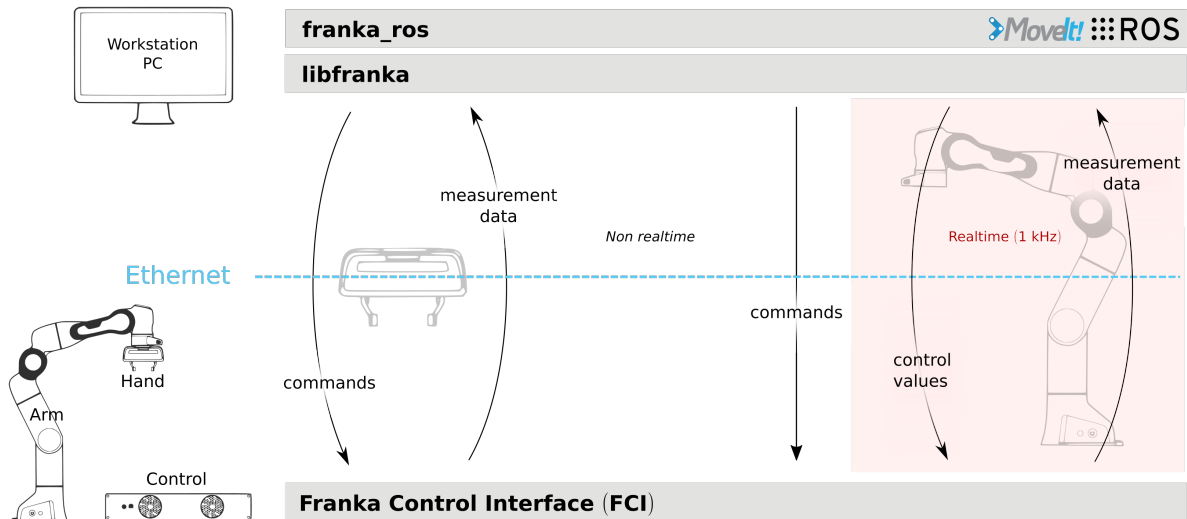 Workstation
PC
franka_ros
MoveIt! ROS
libfranka
measurement
data
measurement
data
Non realtime
Realtime (1 kHz)
Ethernet
commands
control
values
commands
Hand
Arm
Control
Franka Control Interface (FCI)